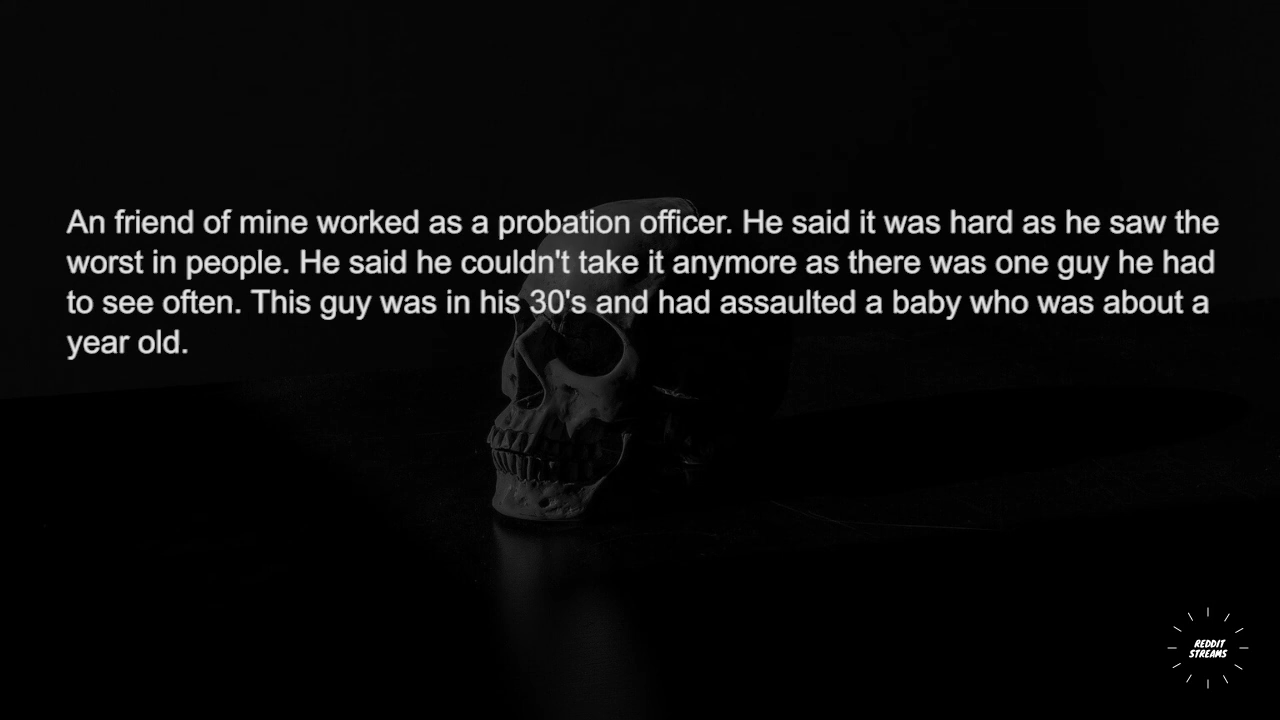 An friend of mine worked as a probation officer. He said it was hard as he saw the
worst in people. He said he couldn't take it anymore as there was one guy he had
to see often. This guy was in his 30's and had assaulted a baby who was about a
year old.
REDDIT
STREAMS